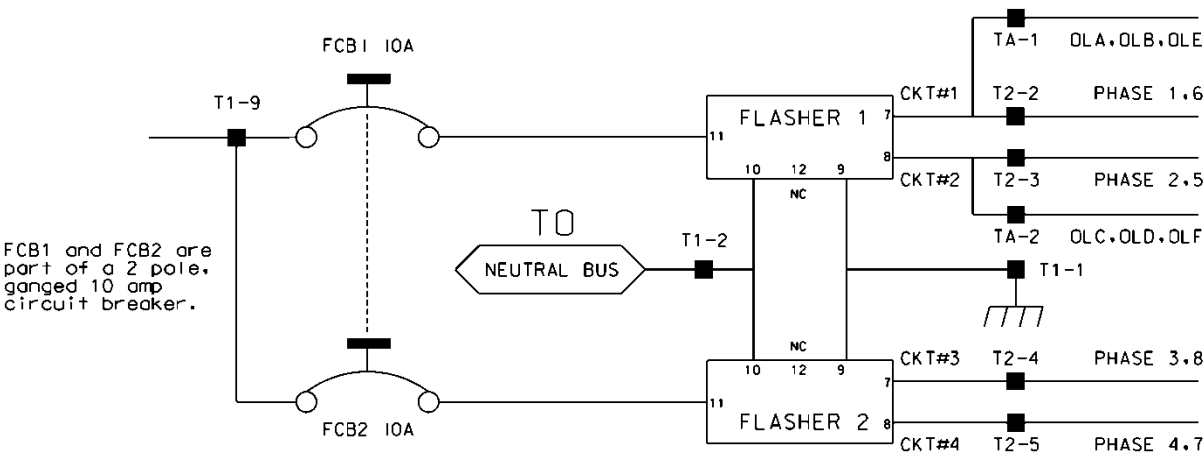 FCB1 10A
T1-9
FCB1 and FCB2 are
part of a 2 pole,
ganged 10 amp
circuit breaker.
FCB2 10A
TO
NEUTRAL BUS
T1-2
FLASHER 1
11
7
8
10 12 9
NC
CKT#1
CKT#2
TA-1 OLA,OLB,OLE
T2-2 PHASE 1,6
T2-3 PHASE 2,5
TA-2 OLC,OLD,OLF
T1-1
NC
10 12 9
11
7
8
FLASHER 2
CKT#3 T2-4 PHASE 3,8
CKT#4 T2-5 PHASE 4,7